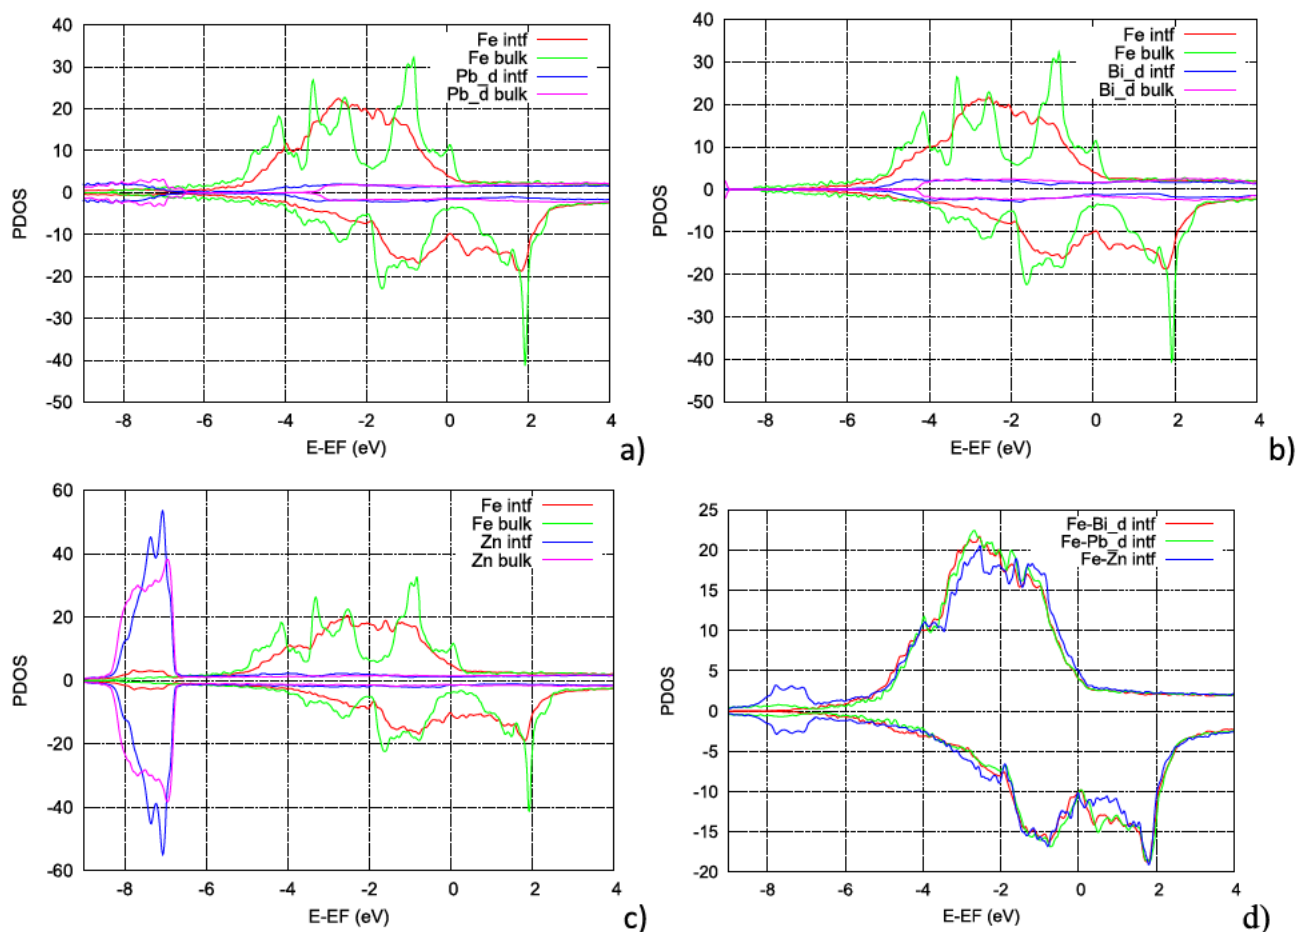 40
30
20
10
0
-10
-20
-30
-40
-50
PDOS
Fe intf
Fe bulk
Pb_d intf
Pb_d bulk
-8
-6
-4
-2
0
2
4
E-EF (eV)
a)
40
30
20
10
0
-10
-20
-30
-40
-50
PDOS
Fe intf
Fe bulk
Bi_d intf
Bi_d bulk
-8
-6
-4
-2
0
2
4
E-EF (eV)
b)
60
40
20
0
-20
-40
-60
PDOS
Fe intf
Fe bulk
Zn intf
Zn bulk
-8
-6
-4
-2
0
2
4
E-EF (eV)
c)
25
20
15
10
5
0
-5
-10
-15
-20
PDOS
Fe-Bi_d intf
Fe-Pb_d intf
Fe-Zn intf
-8
-6
-4
-2
0
2
4
E-EF (eV)
d)